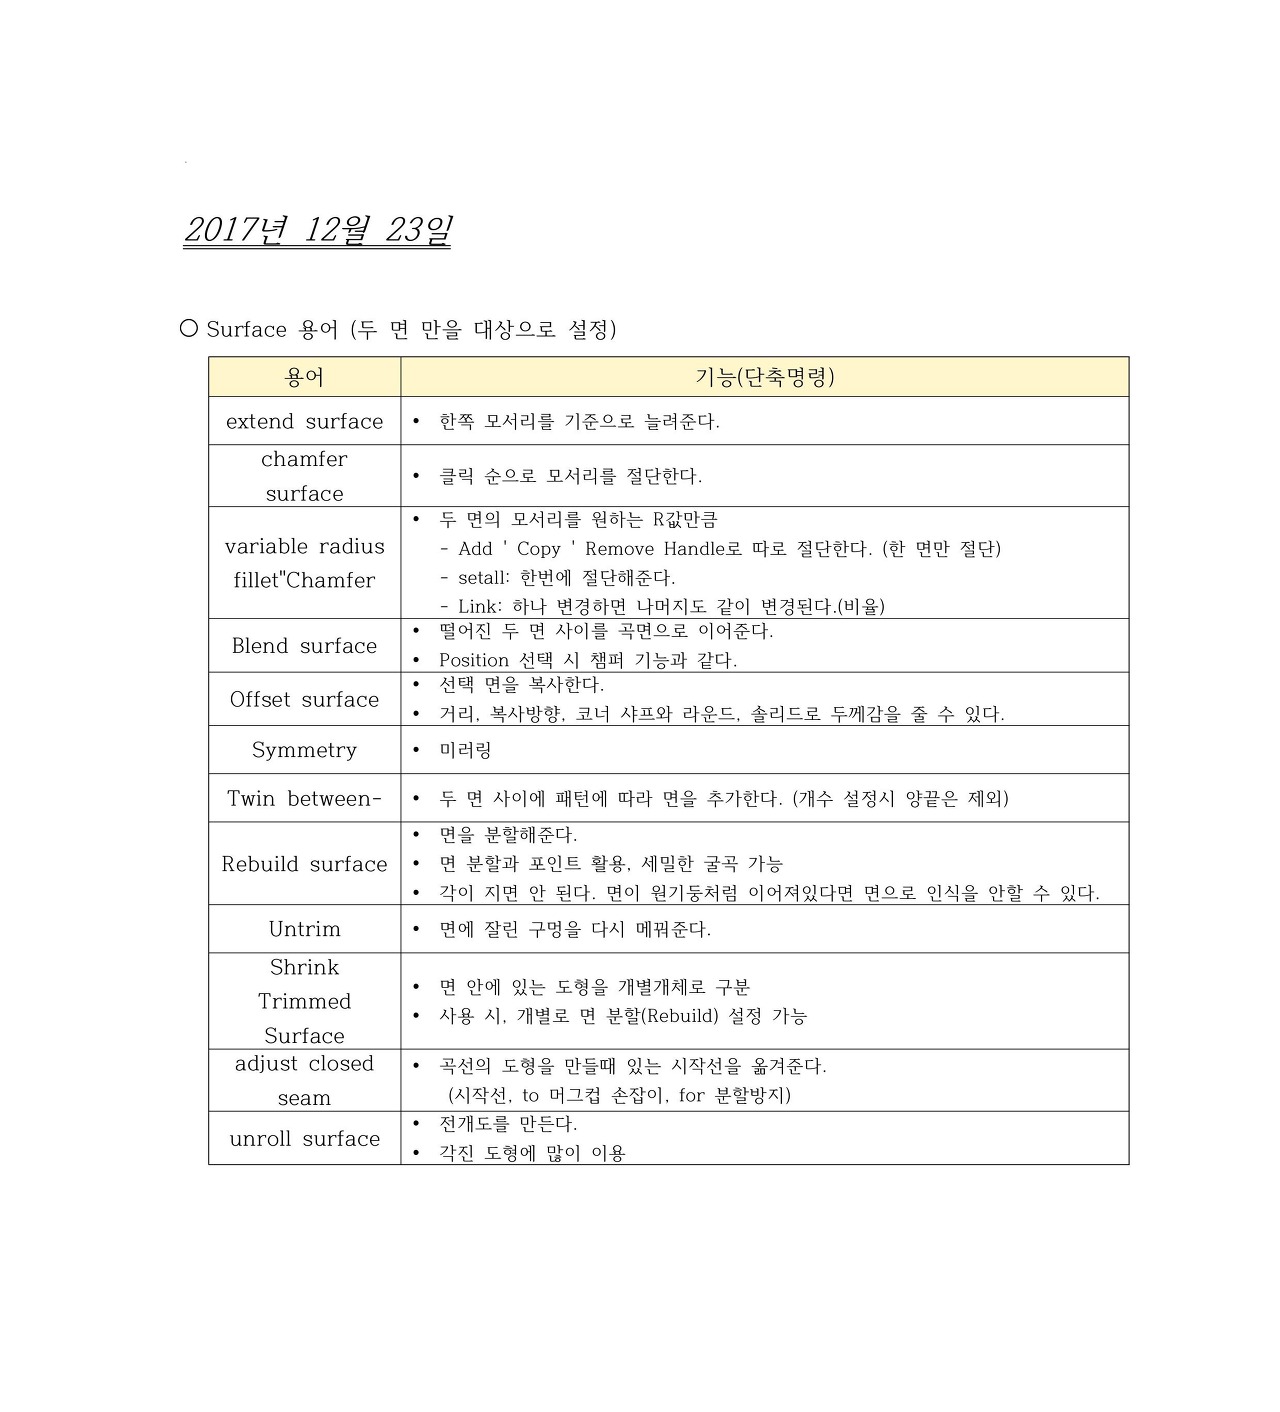 2017년 12월 23일
○ Surface 용어 (두 면 만을 대상으로 설정)
용어
기능(단축명령)
extend surface
• 한쪽 모서리를 기준으로 늘려준다.
chamfer
surface
• 클릭 순으로 모서리를 절단한다.
variable radius
fillet"Chamfer
• 두 면의 모서리를 원하는 R값만큼
- Add ' Copy ' Remove Handle로 따로 절단한다. (한 면만 절단)
- setall: 한번에 절단해준다.
- Link: 하나 변경하면 나머지도 같이 변경된다.(비율)
Blend surface
• 떨어진 두 면 사이를 곡면으로 이어준다.
• Position 선택 시 챔퍼 기능과 같다.
Offset surface
• 선택 면을 복사한다.
• 거리, 복사방향, 코너 샤프와 라운드, 솔리드로 두께감을 줄 수 있다.
Symmetry
• 미러링
Twin between-
• 두 면 사이에 패턴에 따라 면을 추가한다. (개수 설정시 양끝은 제외)
Rebuild surface
• 면을 분할해준다.
• 면 분할과 포인트 활용, 세밀한 굴곡 가능
• 각이 지면 안 된다. 면이 원기둥처럼 이어져있다면 면으로 인식을 안할 수 있다.
Untrim
• 면에 잘린 구멍을 다시 메꿔준다.
Shrink
Trimmed
Surface
• 면 안에 있는 도형을 개별개체로 구분
• 사용 시, 개별로 면 분할(Rebuild) 설정 가능
adjust closed
seam
• 곡선의 도형을 만들때 있는 시작선을 옮겨준다.
(시작선, to 머그컵 손잡이, for 분할방지)
unroll surface
• 전개도를 만든다.
• 각진 도형에 많이 이용